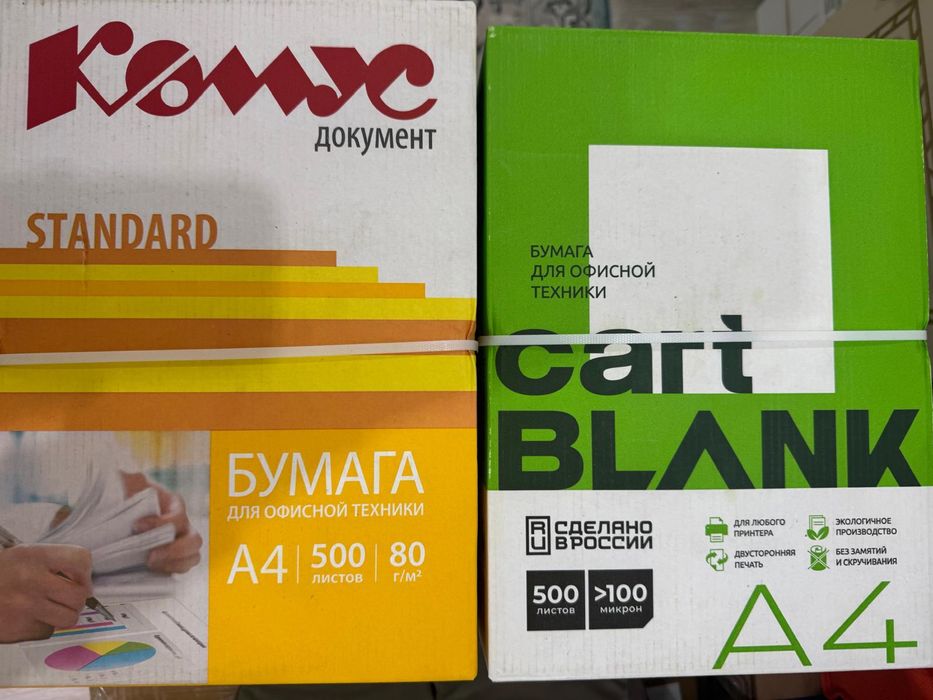 Комус
документ
STANDARD
БУМАГА
ДЛЯ ОФИСНОЙ ТЕХНИКИ
A4
500
листов
80
г/м²
БУМАГА
ДЛЯ ОФИСНОЙ
ТЕХНИКИ
cart
BLANK
RU
СДЕЛАНО
В РОССИИ
500
листов
>100
микрон
ДЛЯ ЛЮБОГО
ПРИНТЕРА
ДВУСТОРОННЯЯ
ПЕЧАТЬ
ЭКОЛОГИЧНОЕ
ПРОИЗВОДСТВО
БЕЗ ЗАМЯТИЙ
И СКРУЧИВАНИЯ
A4